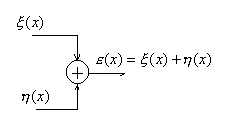 ξ(x)
ε(x) = ξ(x) + η(x)
+
η(x)